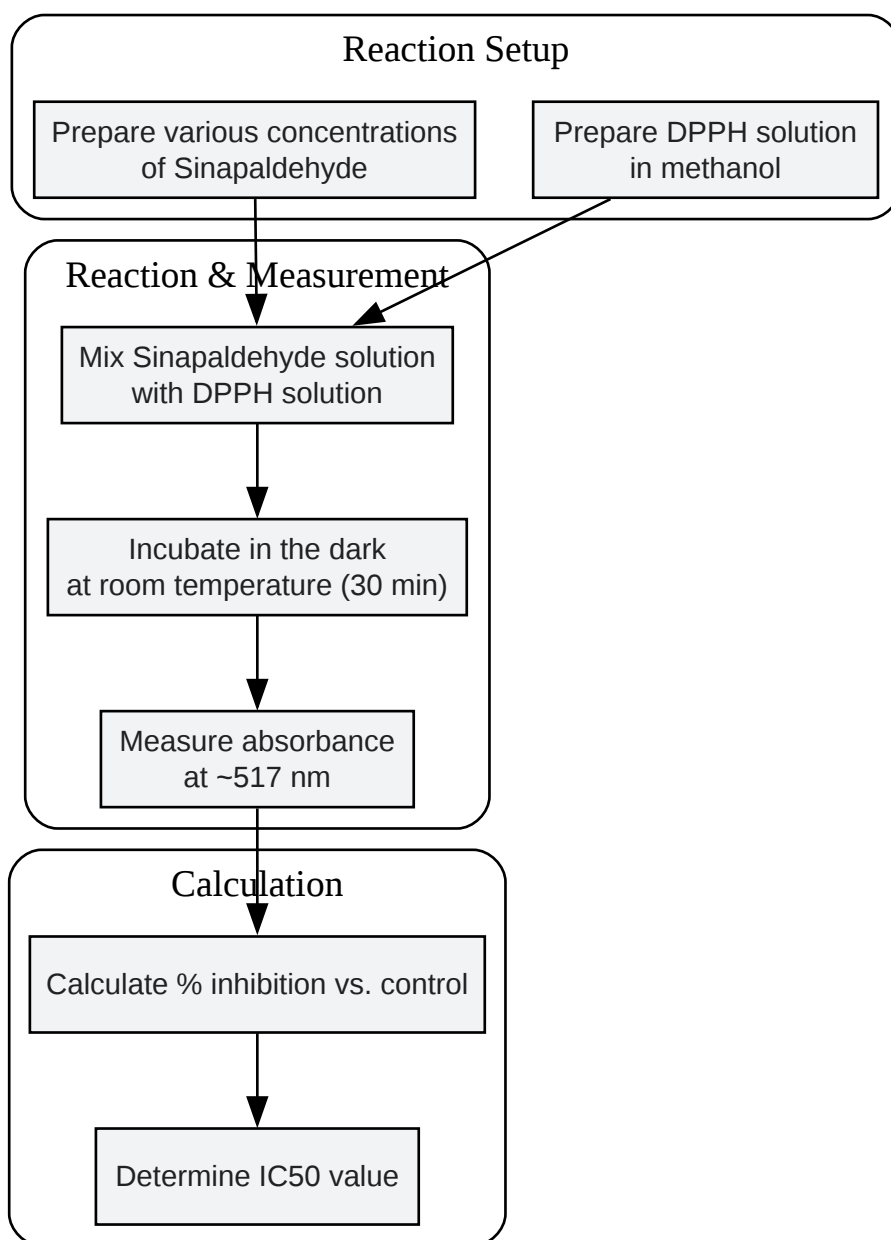 Reaction Setup
Prepare various concentrations
of Sinapaldehyde
Prepare DPPH solution
in methanol
Reaction & Measurement
Mix Sinapaldehyde solution
with DPPH solution
Incubate in the dark
at room temperature (30 min)
Measure absorbance
at ~517 nm
Calculation
Calculate % inhibition vs. control
Determine IC50 value